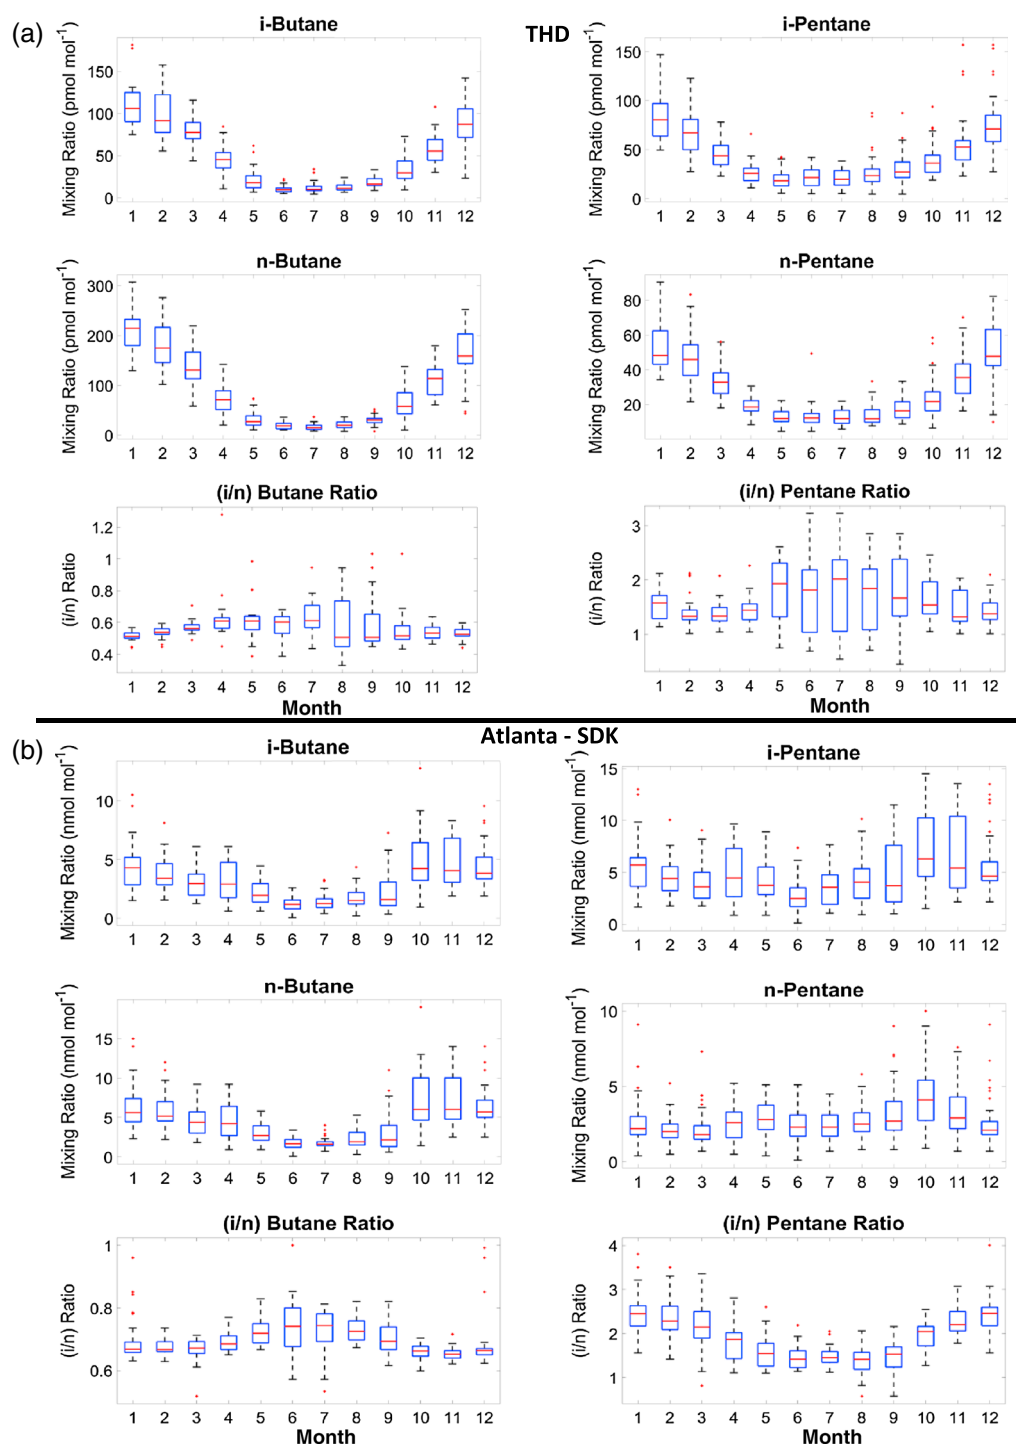 (a)
THD
i-Butane
Mixing Ratio (pmol mol⁻¹)
150
100
50
0
1 2 3 4 5 6 7 8 9 10 11 12
i-Pentane
Mixing Ratio (pmol mol⁻¹)
150
100
50
0
1 2 3 4 5 6 7 8 9 10 11 12
n-Butane
Mixing Ratio (pmol mol⁻¹)
300
200
100
0
1 2 3 4 5 6 7 8 9 10 11 12
n-Pentane
Mixing Ratio (pmol mol⁻¹)
80
60
40
20
1 2 3 4 5 6 7 8 9 10 11 12
(i/n) Butane Ratio
(i/n) Ratio
1.2
1
0.8
0.6
0.4
1 2 3 4 5 6 7 8 9 10 11 12
Month
(i/n) Pentane Ratio
(i/n) Ratio
3
2
1
1 2 3 4 5 6 7 8 9 10 11 12
Month
(b)
Atlanta - SDK
i-Butane
Mixing Ratio (nmol mol⁻¹)
10
5
0
1 2 3 4 5 6 7 8 9 10 11 12
i-Pentane
Mixing Ratio (nmol mol⁻¹)
15
10
5
0
1 2 3 4 5 6 7 8 9 10 11 12
n-Butane
Mixing Ratio (nmol mol⁻¹)
15
10
5
0
1 2 3 4 5 6 7 8 9 10 11 12
n-Pentane
Mixing Ratio (nmol mol⁻¹)
10
5
0
1 2 3 4 5 6 7 8 9 10 11 12
(i/n) Butane Ratio
(i/n) Ratio
1
0.8
0.6
1 2 3 4 5 6 7 8 9 10 11 12
Month
(i/n) Pentane Ratio
(i/n) Ratio
4
3
2
1
1 2 3 4 5 6 7 8 9 10 11 12
Month